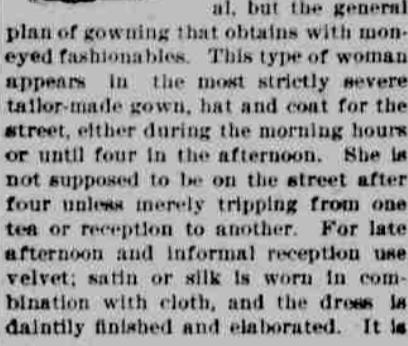 al, but the general
plan of gowning that obtains with mon-
eyed fashionables. This type of woman
appears in the most strictly severe
tailor-made gown, hat and coat for the
street, either during the morning hours
or until four in the afternoon. She is
not supposed to be on the street after
four unless merely tripping from one
tea or reception to another. For late
afternoon and informal reception use
velvet; satin or silk is worn in com-
bination with cloth, and the dress is
daintily finished and elaborated. It is